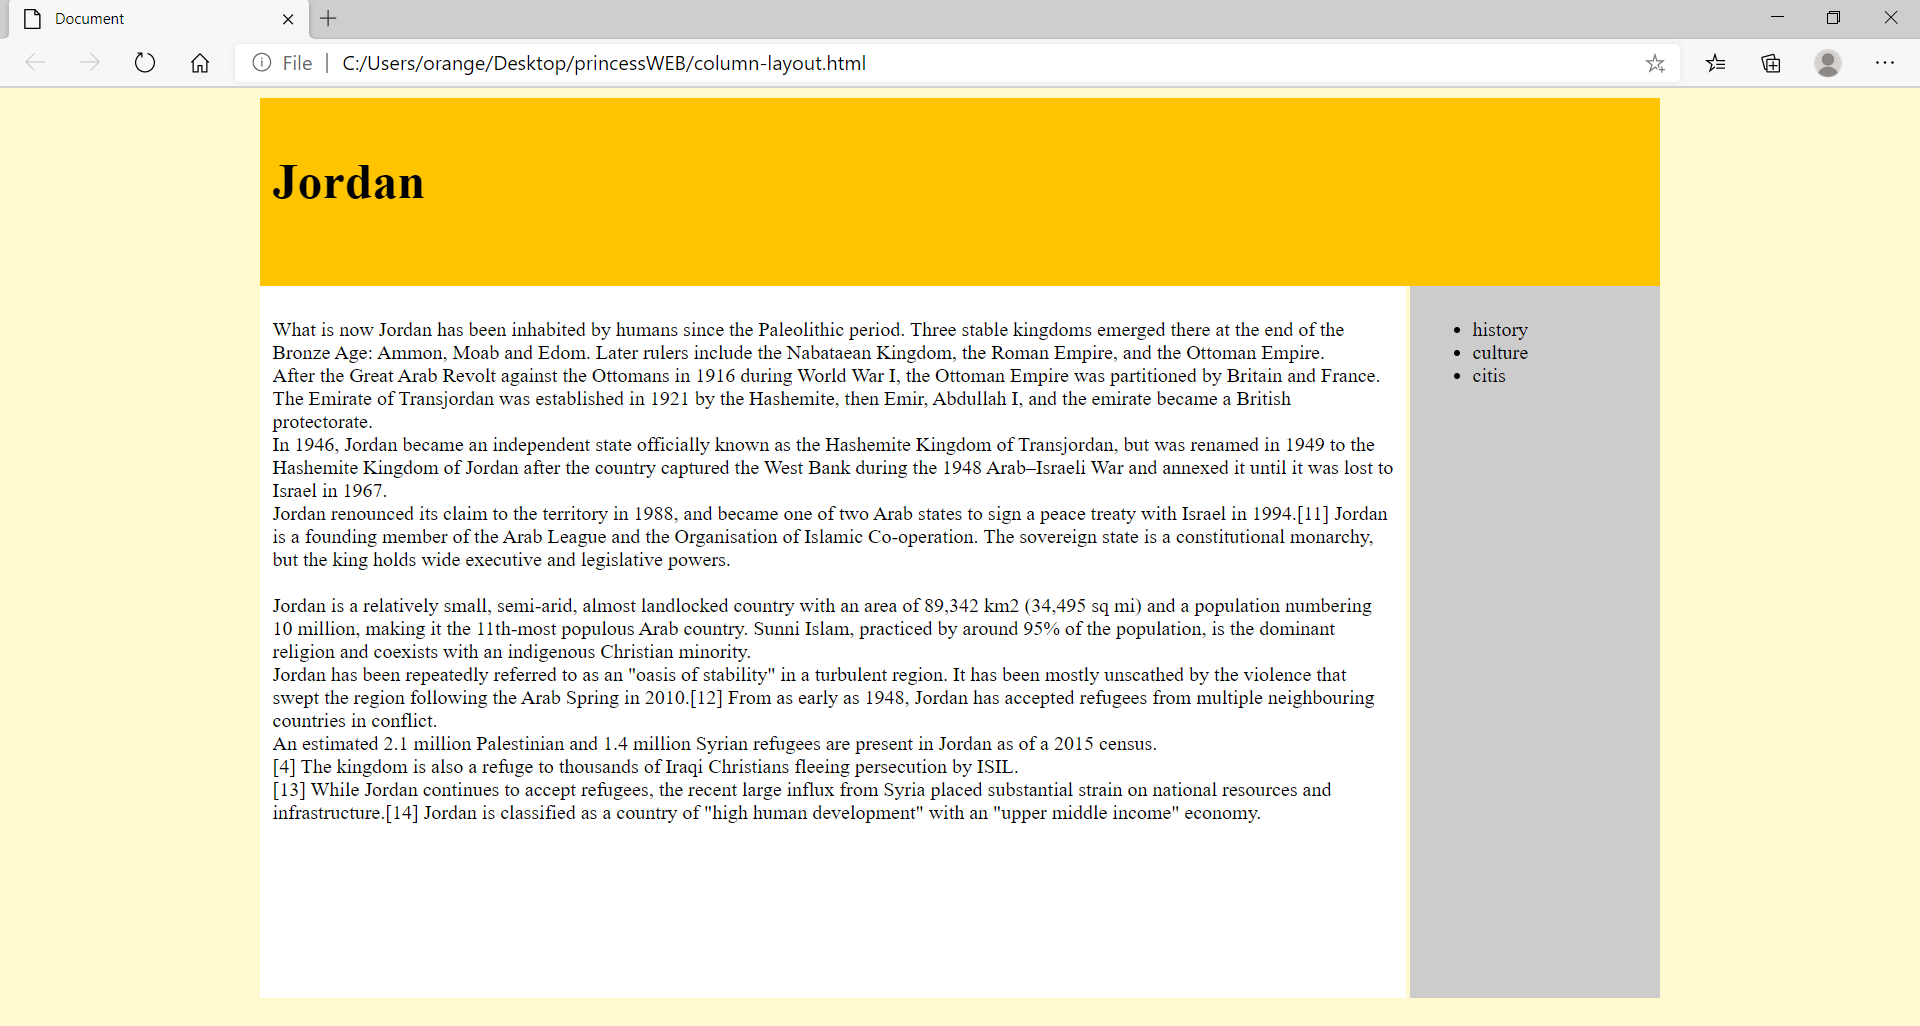 Document
File | C:/Users/orange/Desktop/princessWEB/column-layout.html
Jordan
What is now Jordan has been inhabited by humans since the Paleolithic period. Three stable kingdoms emerged there at the end of the
Bronze Age: Ammon, Moab and Edom. Later rulers include the Nabataean Kingdom, the Roman Empire, and the Ottoman Empire.
After the Great Arab Revolt against the Ottomans in 1916 during World War I, the Ottoman Empire was partitioned by Britain and France.
The Emirate of Transjordan was established in 1921 by the Hashemite, then Emir, Abdullah I, and the emirate became a British
protectorate.
In 1946, Jordan became an independent state officially known as the Hashemite Kingdom of Transjordan, but was renamed in 1949 to the
Hashemite Kingdom of Jordan after the country captured the West Bank during the 1948 Arab–Israeli War and annexed it until it was lost to
Israel in 1967.
Jordan renounced its claim to the territory in 1988, and became one of two Arab states to sign a peace treaty with Israel in 1994.[11] Jordan
is a founding member of the Arab League and the Organisation of Islamic Co-operation. The sovereign state is a constitutional monarchy,
but the king holds wide executive and legislative powers.
Jordan is a relatively small, semi-arid, almost landlocked country with an area of 89,342 km2 (34,495 sq mi) and a population numbering
10 million, making it the 11th-most populous Arab country. Sunni Islam, practiced by around 95% of the population, is the dominant
religion and coexists with an indigenous Christian minority.
Jordan has been repeatedly referred to as an "oasis of stability" in a turbulent region. It has been mostly unscathed by the violence that
swept the region following the Arab Spring in 2010.[12] From as early as 1948, Jordan has accepted refugees from multiple neighbouring
countries in conflict.
An estimated 2.1 million Palestinian and 1.4 million Syrian refugees are present in Jordan as of a 2015 census.
[4] The kingdom is also a refuge to thousands of Iraqi Christians fleeing persecution by ISIL.
[13] While Jordan continues to accept refugees, the recent large influx from Syria placed substantial strain on national resources and
infrastructure.[14] Jordan is classified as a country of "high human development" with an "upper middle income" economy.
• history
• culture
• citis